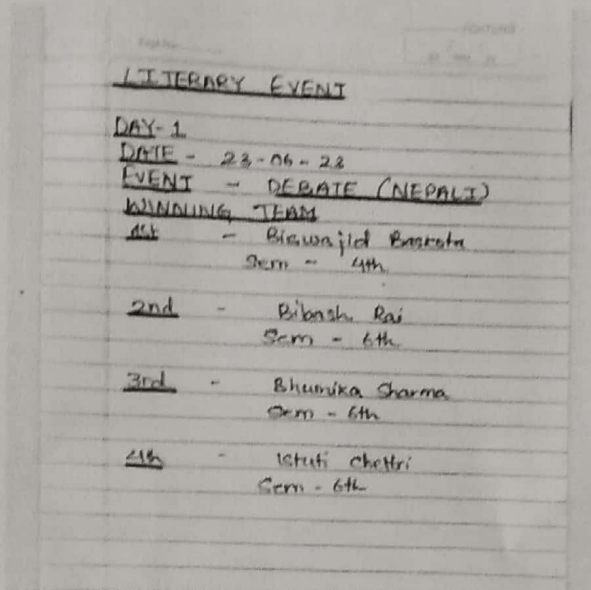 LITERARY EVENT
DAY-1
DATE - 23-06-23
EVENT - DEBATE (NEPALI)
WINNING TEAM
1st - Biswajid
Sem - 4th
2nd - Bibash Rai
Sem - 6th
3rd - Bhumika Sharma
Sem - 6th
4th - Istuti Chettri
Sem - 6th